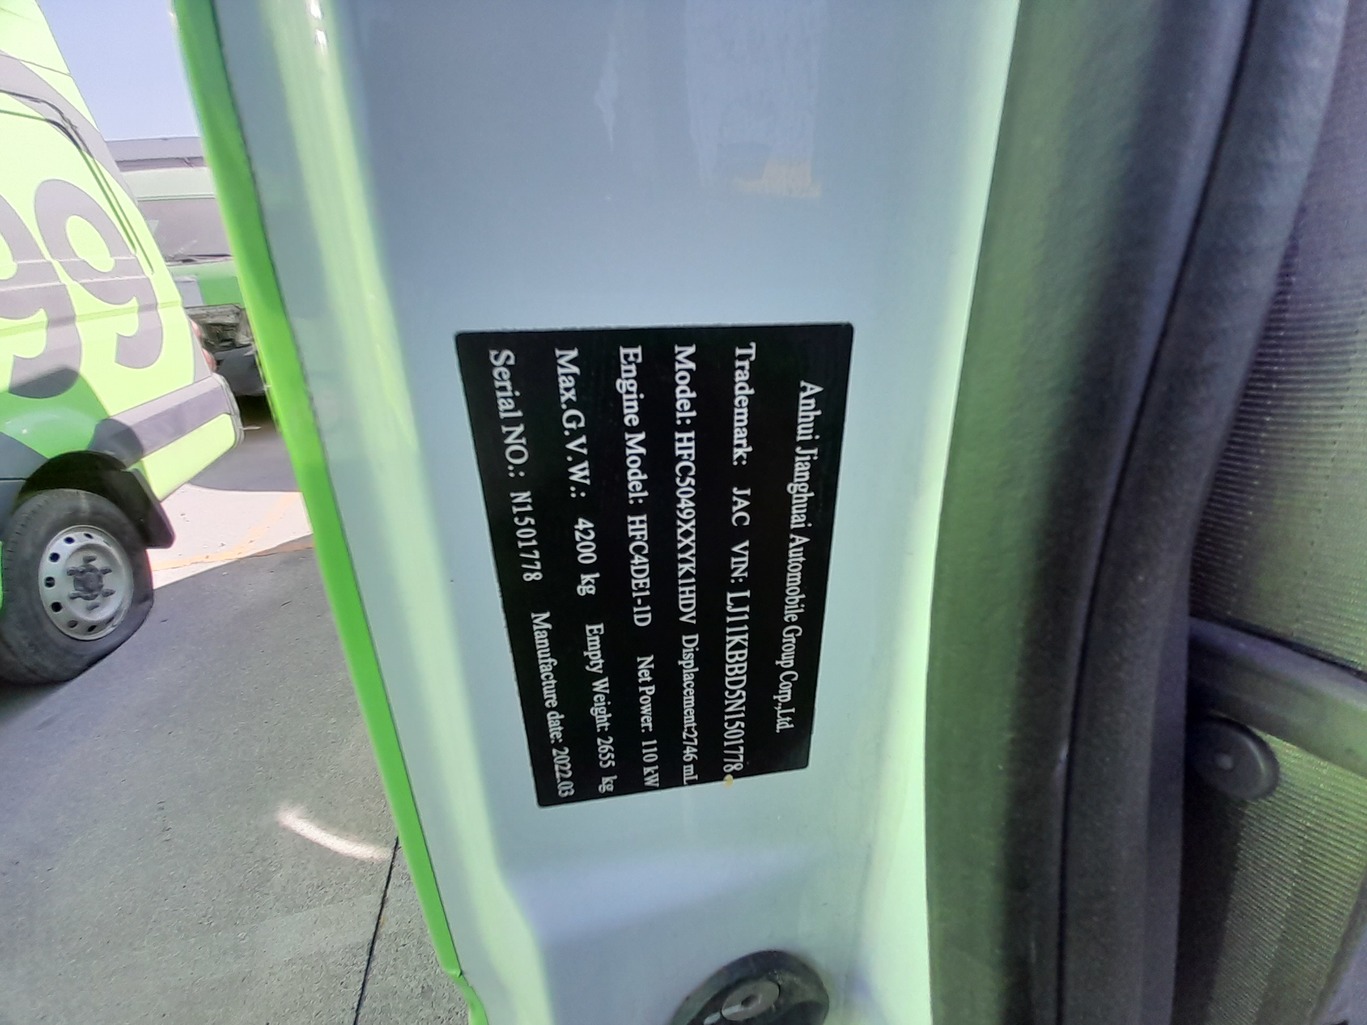 Anhui Jianghuai Automobile Group Corp.,Ltd.
Trademark: JAC VIN: LJ11KBBD5N1501778
Model: HFC5049XXYK1HDV Displacement:2746 mL
Engine Model: HFC4DE1-1D Net Power: 110 kW
Max.G.V.W.: 4200 kg Empty Weight: 2655 kg
Serial NO.: N1501778 Manufacture date: 2022.03
99